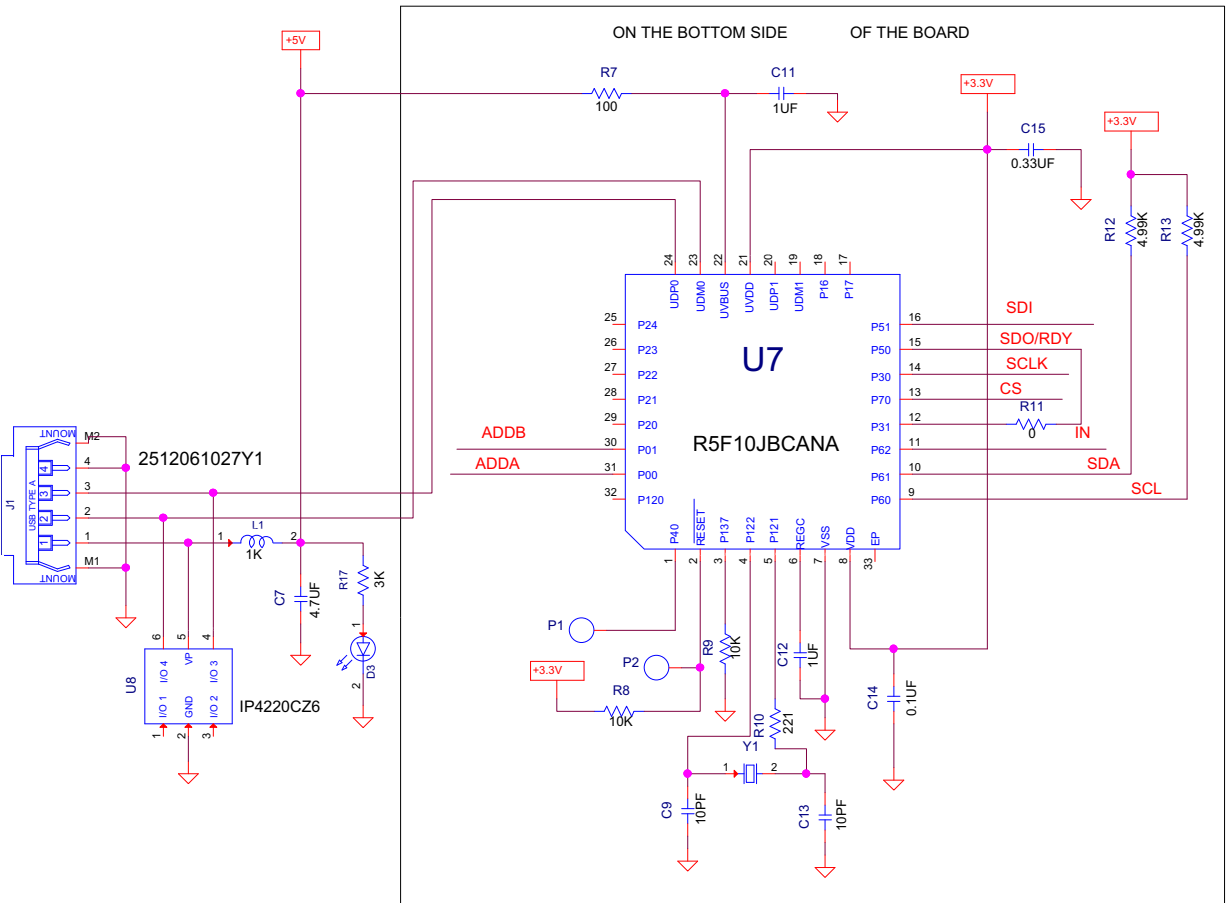 ON THE BOTTOM SIDE OF THE BOARD
+5V
R7
100
C11
1UF
+3.3V
C15
0.33UF
+3.3V
R12
4.99K
R13
4.99K
24
23
22
21
20
19
18
17
UDP0
UDM0
UVBUS
UVDD
UDP1
UDM1
P16
P17
25
P24
26
P23
27
P22
28
P21
29
P20
ADDB
30
P01
ADDA
31
P00
32
P120
U7
R5F10JBCANA
P51
16
SDI
P50
15
SDO/RDY
P30
14
SCLK
P70
13
CS
P31
12
R11
0
P62
11
IN
P61
10
SDA
P60
9
SCL
P40
RESET
P137
P122
P121
REGC
VSS
VDD
EP
1
2
3
4
5
6
7
8
33
J1
USB TYPE A
MOUNT
M2
4
4
3
3
2
2
1
1
M1
MOUNT
2512061027Y1
L1
1
2
1K
C7
4.7UF
R17
3K
1
D3
2
6
5
4
I/O 4
VP
I/O 3
U8
I/O 1
GND
I/O 2
1
2
3
IP4220CZ6
P1
P2
+3.3V
R8
10K
R9
10K
C12
1UF
R10
221
Y1
1
2
C9
10PF
C13
10PF
C14
0.1UF